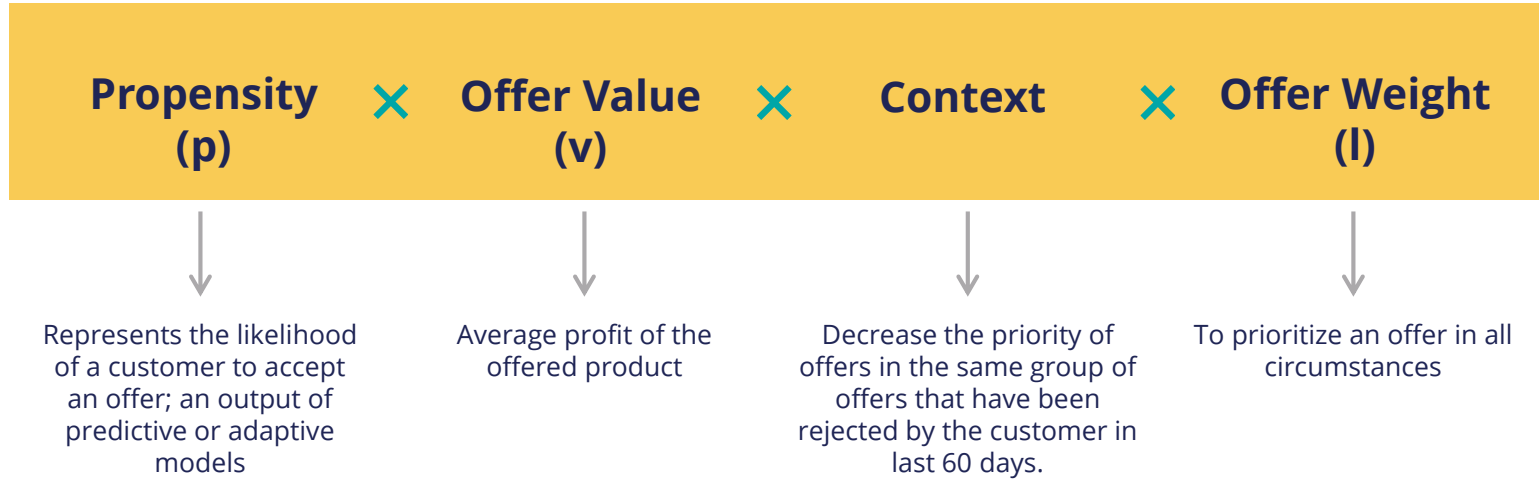 Propensity
(p)
×
Offer Value
(v)
×
Context
×
Offer Weight
(l)
Represents the likelihood
of a customer to accept
an offer; an output of
predictive or adaptive
models
Average profit of the
offered product
Decrease the priority of
offers in the same group of
offers that have been
rejected by the customer in
last 60 days.
To prioritize an offer in all
circumstances